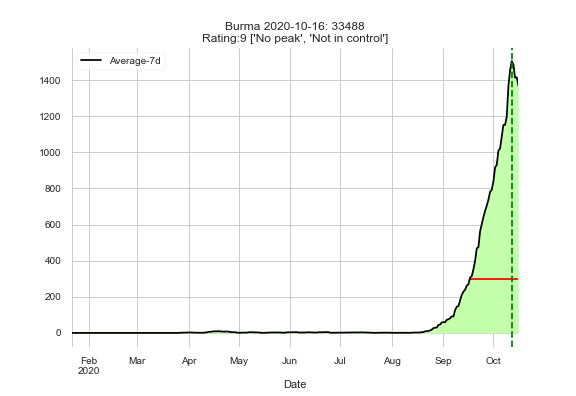 Burma 2020-10-16: 33488
Rating:9 ['No peak', 'Not in control']
Average-7d
1400
1200
1000
800
600
400
200
0
Feb Mar Apr May Jun Jul Aug Sep Oct
2020
Date